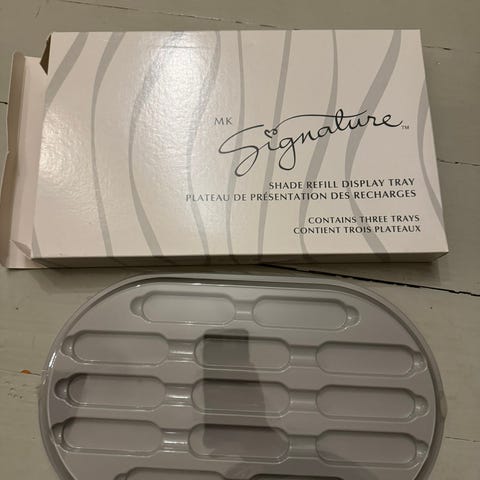 MK
Signature™
SHADE REFILL DISPLAY TRAY
PLATEAU DE PRÉSENTATION DES RECHARGES
CONTAINS THREE TRAYS
CONTIENT TROIS PLATEAUX